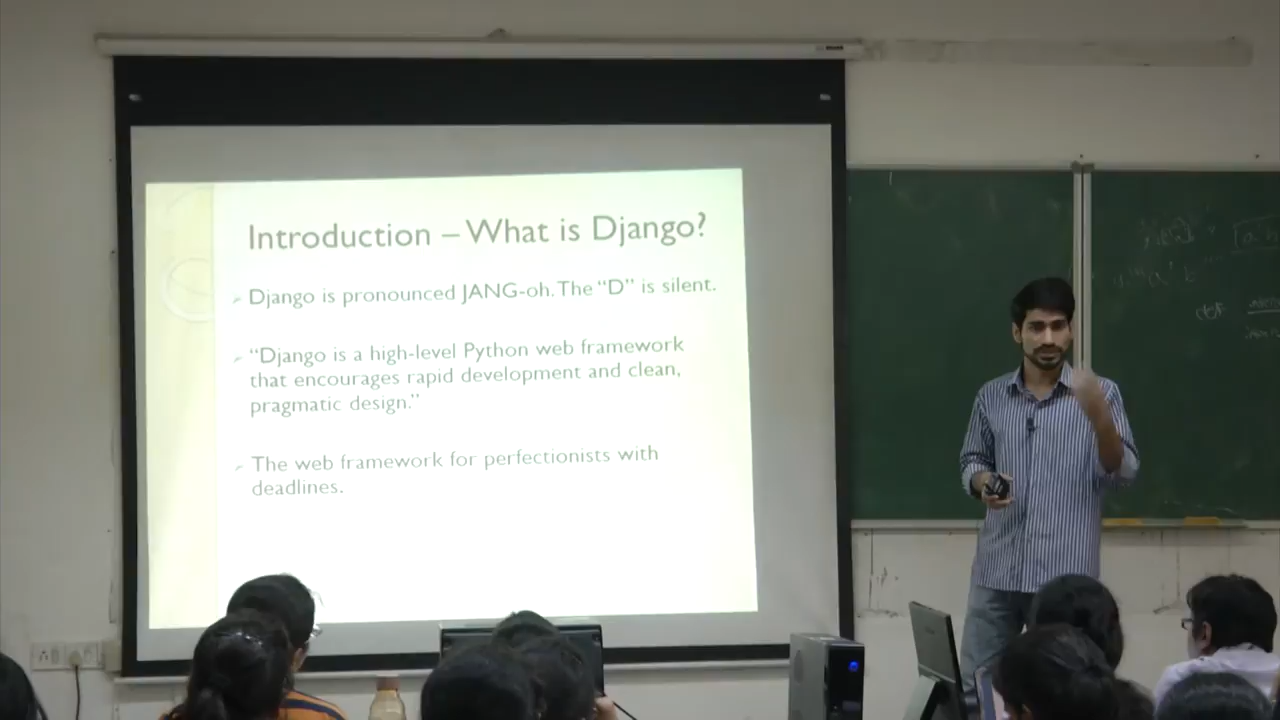 Introduction – What is Django?
Django is pronounced JANG-oh. The “D” is silent.
“Django is a high-level Python web framework
that encourages rapid development and clean,
pragmatic design.”
The web framework for perfectionists with
deadlines.